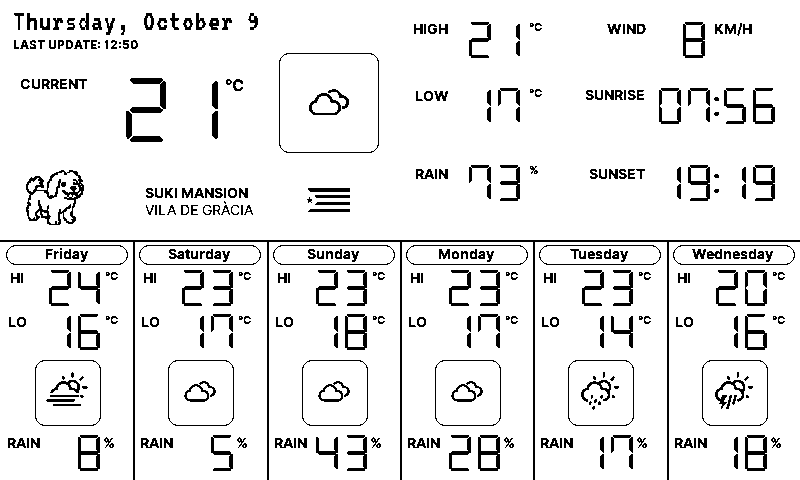 Thursday, October 9
LAST UPDATE: 12:50
CURRENT 21 °C
HIGH 21 °C
LOW 17 °C
RAIN 73 %
WIND 8 KM/H
SUNRISE 07:56
SUNSET 19:19
SUKI MANSION
VILA DE GRÀCIA
Friday
HI 24 °C
LO 16 °C
RAIN 8 %
Saturday
HI 23 °C
LO 17 °C
RAIN 5 %
Sunday
HI 23 °C
LO 18 °C
RAIN 43 %
Monday
HI 23 °C
LO 17 °C
RAIN 28 %
Tuesday
HI 23 °C
LO 14 °C
RAIN 17 %
Wednesday
HI 20 °C
LO 16 °C
RAIN 18 %